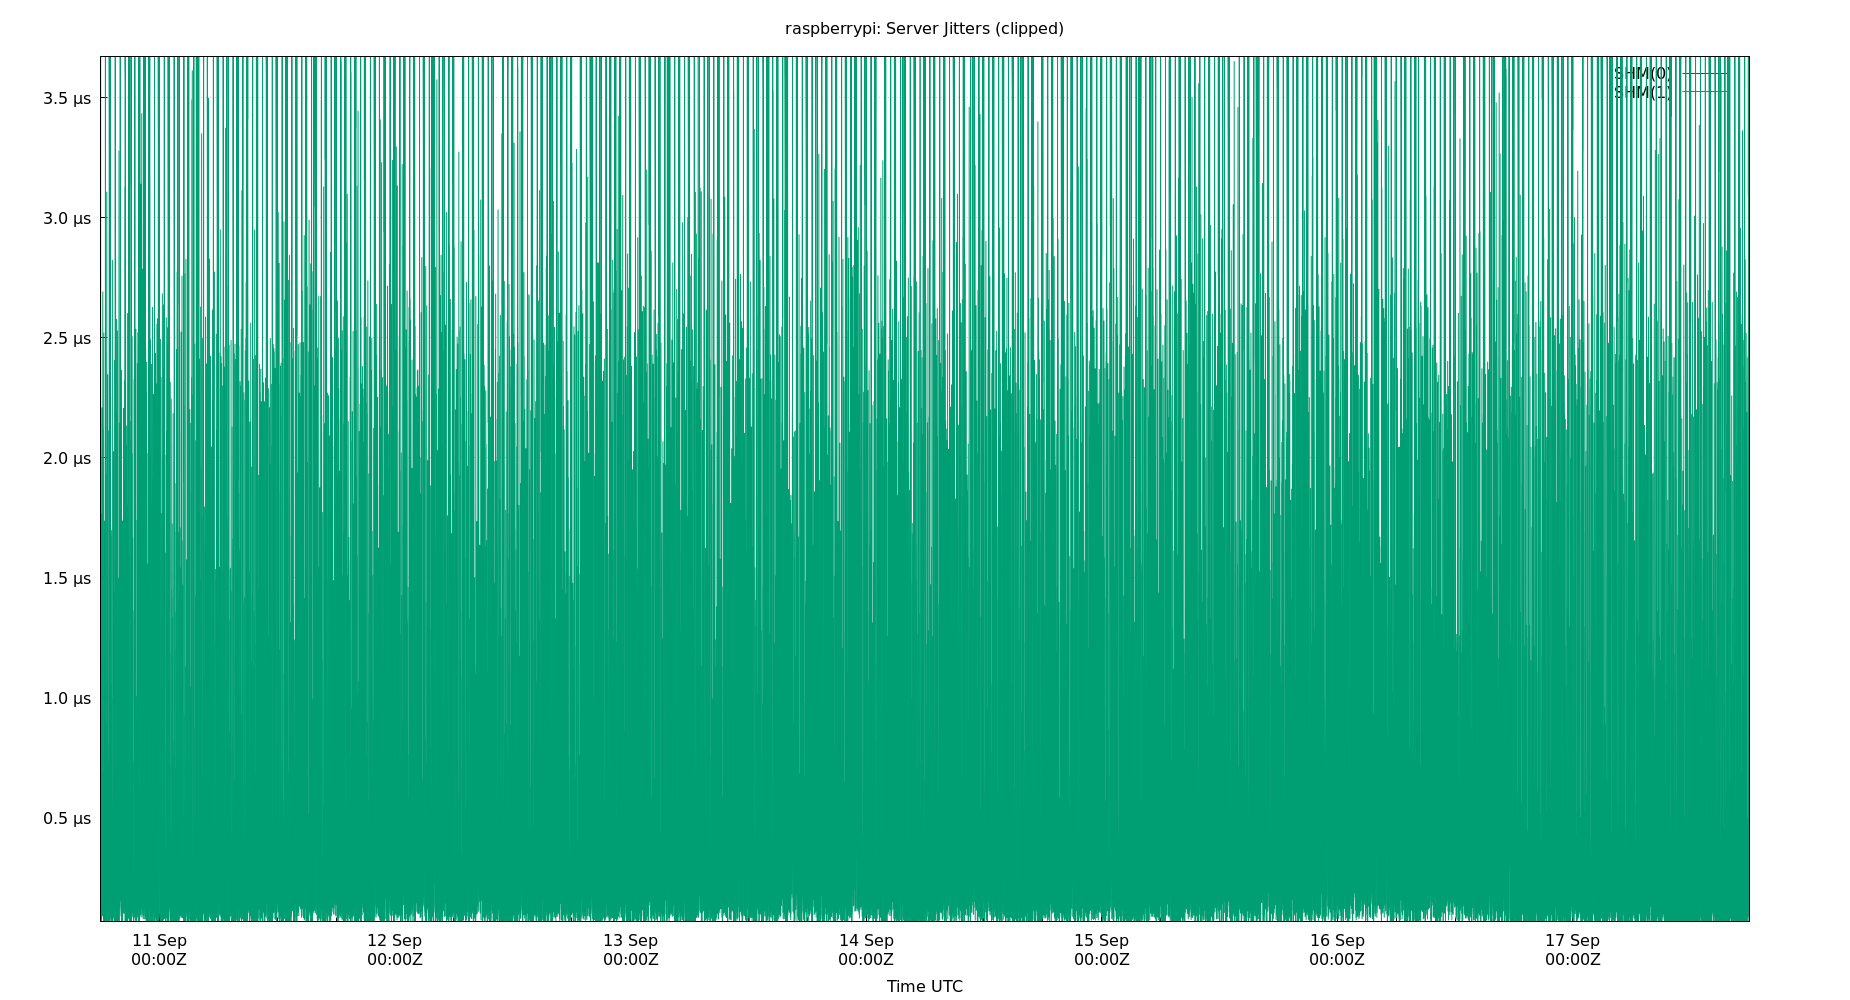 raspberrypi: Server Jitters (clipped)
SHM(0)
SHM(1)
3.5 µs
3.0 µs
2.5 µs
2.0 µs
1.5 µs
1.0 µs
0.5 µs
11 Sep 12 Sep 13 Sep 14 Sep 15 Sep 16 Sep 17 Sep
00:00Z 00:00Z 00:00Z 00:00Z 00:00Z 00:00Z 00:00Z
Time UTC